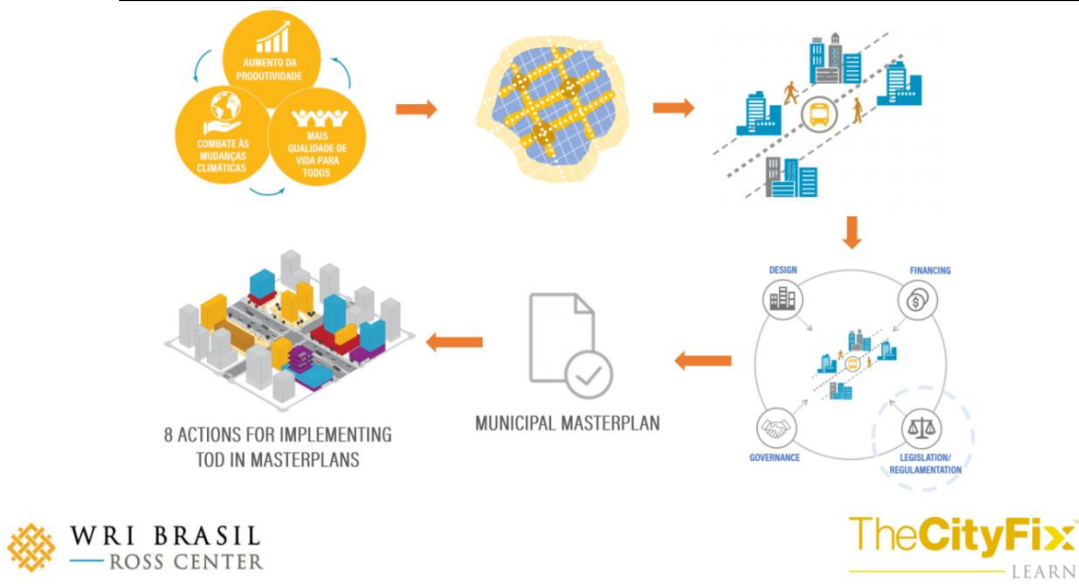 AUMENTO DA
PRODUTIVIDADE
COMBATE ÀS
MUDANÇAS
CLIMÁTICAS
MAIS
QUALIDADE DE
VIDA PARA
TODOS
DESIGN
FINANCING
GOVERNANCE
LEGISLATION/
REGULAMENTATION
MUNICIPAL MASTERPLAN
8 ACTIONS FOR IMPLEMENTING
TOD IN MASTERPLANS
WRI BRASIL
ROSS CENTER
TheCityFix
LEARN